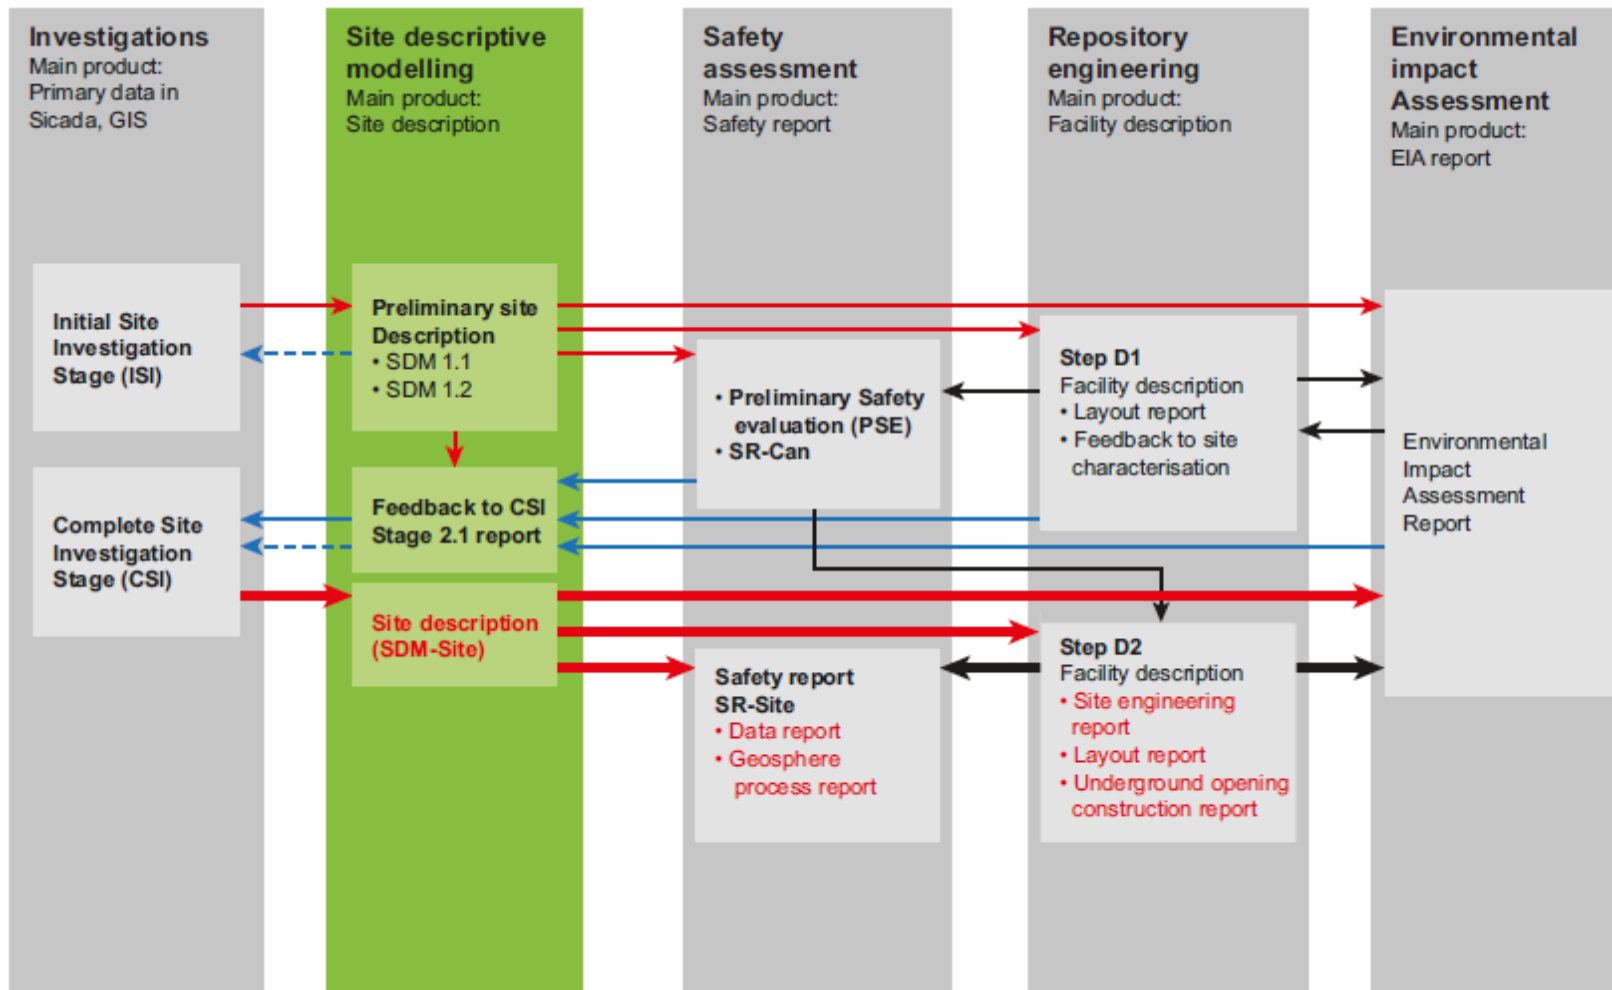 Investigations
Main product:
Primary data in
Sicada, GIS
Site descriptive
modelling
Main product:
Site description
Safety
assessment
Main product:
Safety report
Repository
engineering
Main product:
Facility description
Environmental
impact
Assessment
Main product:
EIA report
Initial Site
Investigation
Stage (ISI)
Preliminary site
Description
• SDM 1.1
• SDM 1.2
• Preliminary Safety
evaluation (PSE)
• SR-Can
Step D1
Facility description
• Layout report
• Feedback to site
characterisation
Environmental
Impact
Assessment
Report
Complete Site
Investigation
Stage (CSI)
Feedback to CSI
Stage 2.1 report
Site description
(SDM-Site)
Safety report
SR-Site
• Data report
• Geosphere
process report
Step D2
Facility description
• Site engineering
report
• Layout report
• Underground opening
construction report